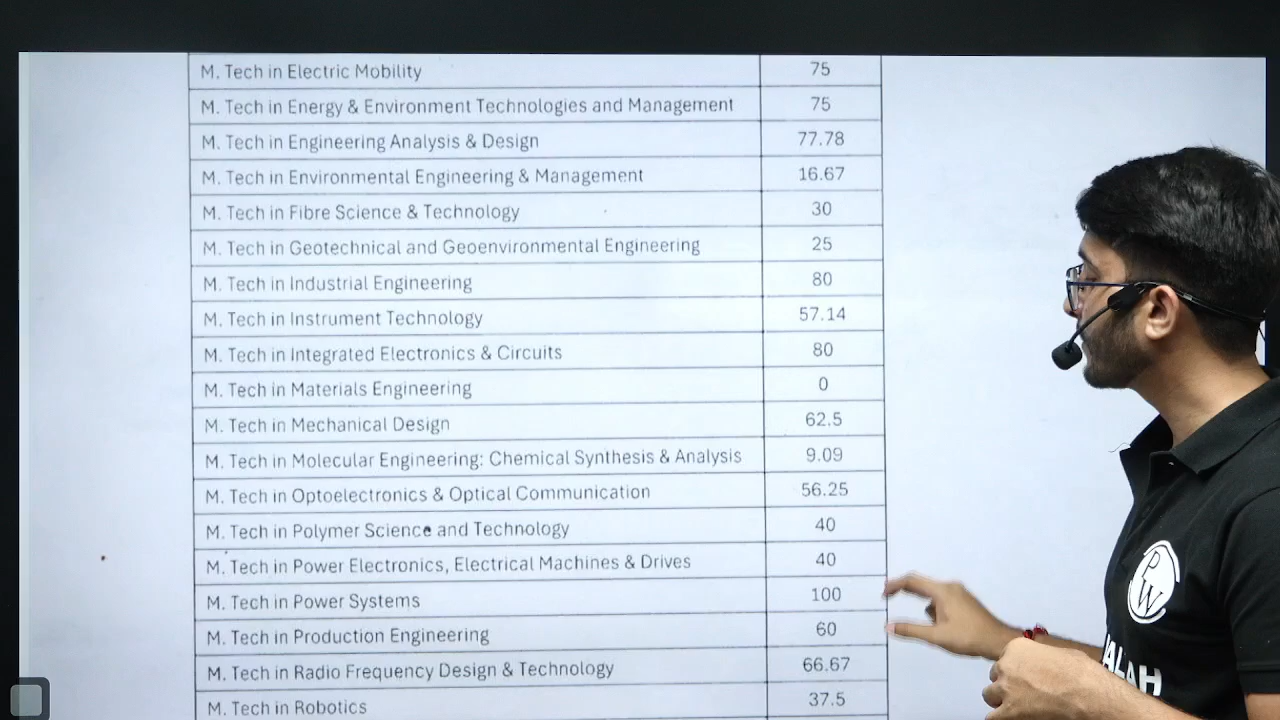 M. Tech in Electric Mobility 75
M. Tech in Energy & Environment Technologies and Management 75
M. Tech in Engineering Analysis & Design 77.78
M. Tech in Environmental Engineering & Management 16.67
M. Tech in Fibre Science & Technology 30
M. Tech in Geotechnical and Geoenvironmental Engineering 25
M. Tech in Industrial Engineering 80
M. Tech in Instrument Technology 57.14
M. Tech in Integrated Electronics & Circuits 80
M. Tech in Materials Engineering 0
M. Tech in Mechanical Design 62.5
M. Tech in Molecular Engineering: Chemical Synthesis & Analysis 9.09
M. Tech in Optoelectronics & Optical Communication 56.25
M. Tech in Polymer Science and Technology 40
M. Tech in Power Electronics, Electrical Machines & Drives 40
M. Tech in Power Systems 100
M. Tech in Production Engineering 60
M. Tech in Radio Frequency Design & Technology 66.67
M. Tech in Robotics 37.5
PW